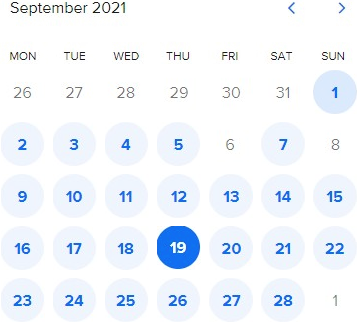 September 2021
MON TUE WED THU FRI SAT SUN
26 27 28 29 30 31 1
2 3 4 5 6 7 8
9 10 11 12 13 14 15
16 17 18 19 20 21 22
23 24 25 26 27 28 1